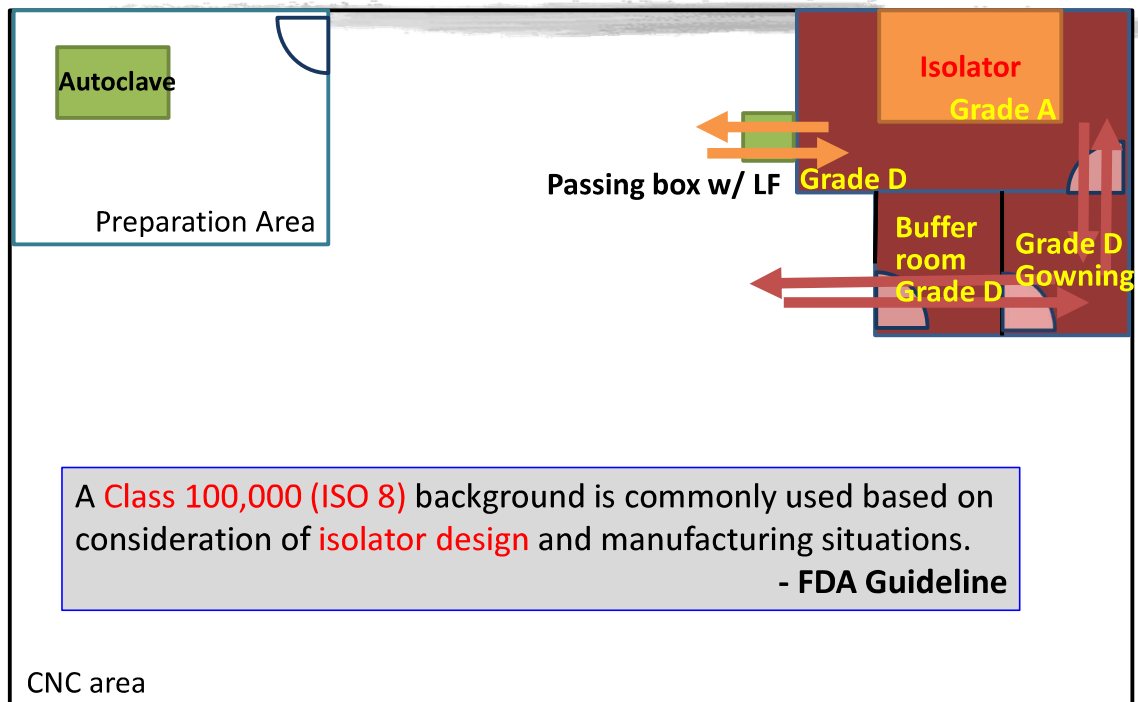 Autoclave
Preparation Area
Isolator
Grade A
Passing box w/ LF
Grade D
Buffer
room
Grade D
Grade D
Gowning
A Class 100,000 (ISO 8) background is commonly used based on
consideration of isolator design and manufacturing situations.
- FDA Guideline
CNC area